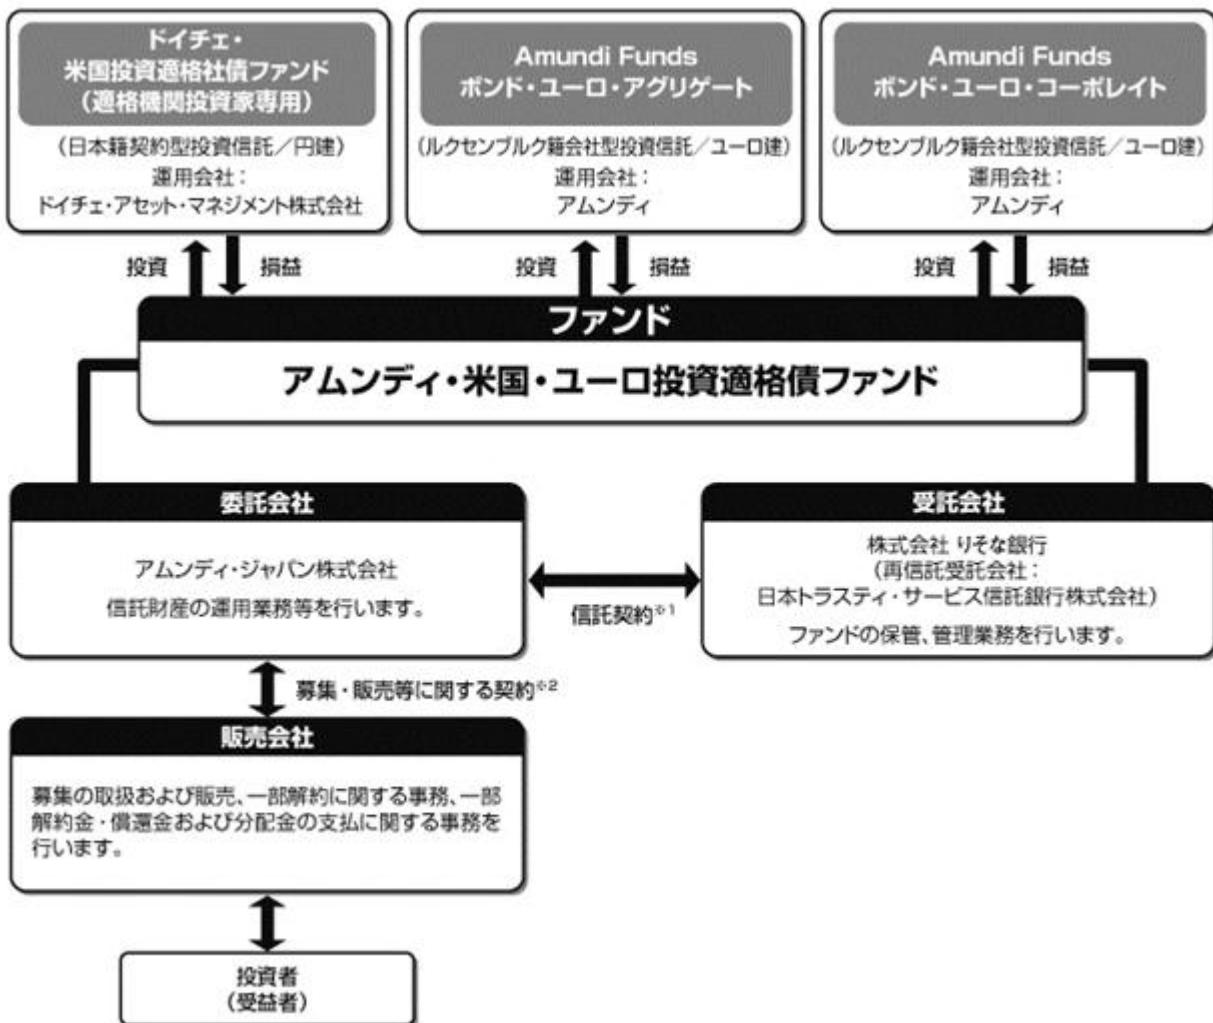 ドイチェ・
米国投資適格社債ファンド
（適格機関投資家専用）
（日本籍契約型投資信託／円建）
運用会社：
ドイチェ・アセット・マネジメント株式会社
Amundi Funds
ボンド・ユーロ・アグリゲート
（ルクセンブルク籍会社型投資信託／ユーロ建）
運用会社：
アムンディ
Amundi Funds
ボンド・ユーロ・コーポレイト
（ルクセンブルク籍会社型投資信託／ユーロ建）
運用会社：
アムンディ
投資 損益
投資 損益
投資 損益
ファンド
アムンディ・米国・ユーロ投資適格債ファンド
委託会社
アムンディ・ジャパン株式会社
信託財産の運用業務等を行います。
信託契約※1
受託会社
株式会社 りそな銀行
（再信託受託会社：
日本トラスティ・サービス信託銀行株式会社）
ファンドの保管、管理業務を行います。
募集・販売等に関する契約※2
販売会社
募集の取扱および販売、一部解約に関する事務、一部
解約金・償還金および分配金の支払に関する事務を
行います。
投資者
（受益者）